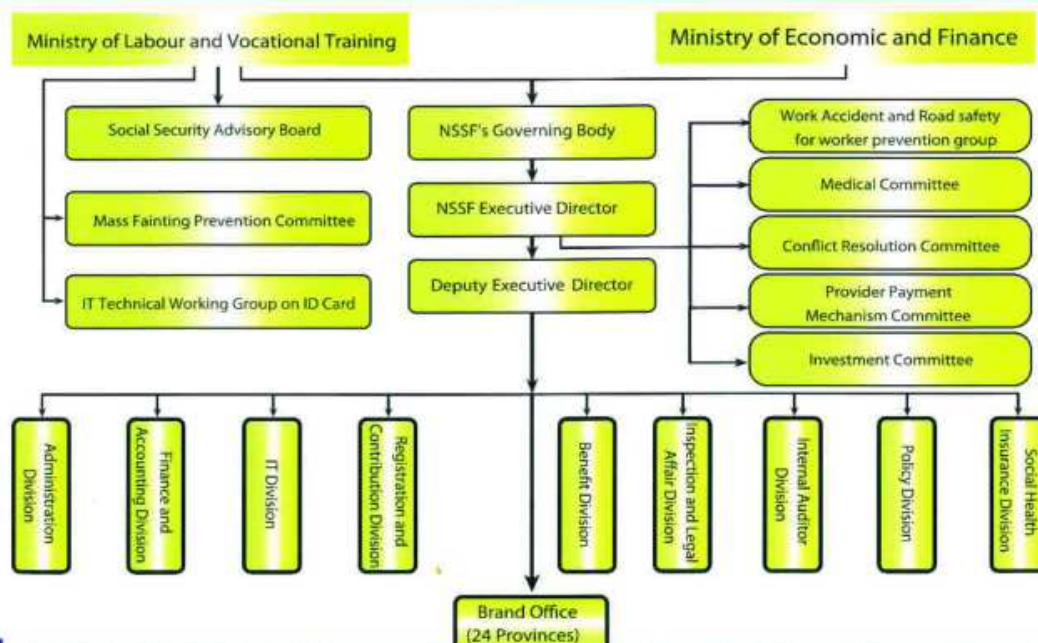 Ministry of Labour and Vocational Training
Ministry of Economic and Finance
Social Security Advisory Board
NSSF's Governing Body
Work Accident and Road safety
for worker prevention group
Mass Fainting Prevention Committee
NSSF Executive Director
Medical Committee
Conflict Resolution Committee
IT Technical Working Group on ID Card
Deputy Executive Director
Provider Payment
Mechanism Committee
Investment Committee
Administration
Division
Finance and
Accounting Division
IT Division
Registration and
Contribution Division
Benefit Division
Inspection and Legal
Affair Division
Internal Auditor
Division
Policy Division
Social Health
Insurance Division
Brand Office
(24 Provinces)